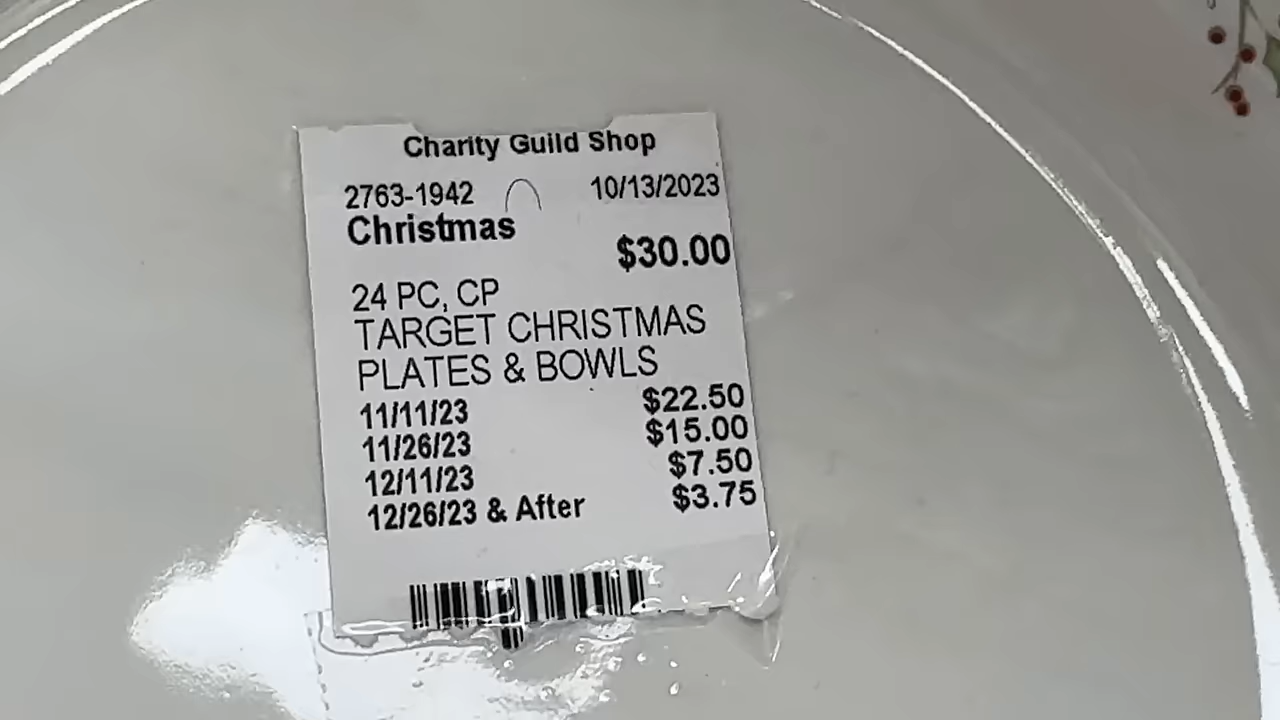 Charity Guild Shop
2763-1942 10/13/2023
Christmas
$30.00
24 PC, CP
TARGET CHRISTMAS
PLATES & BOWLS
11/11/23 $22.50
11/26/23 $15.00
12/11/23 $7.50
12/26/23 & After $3.75